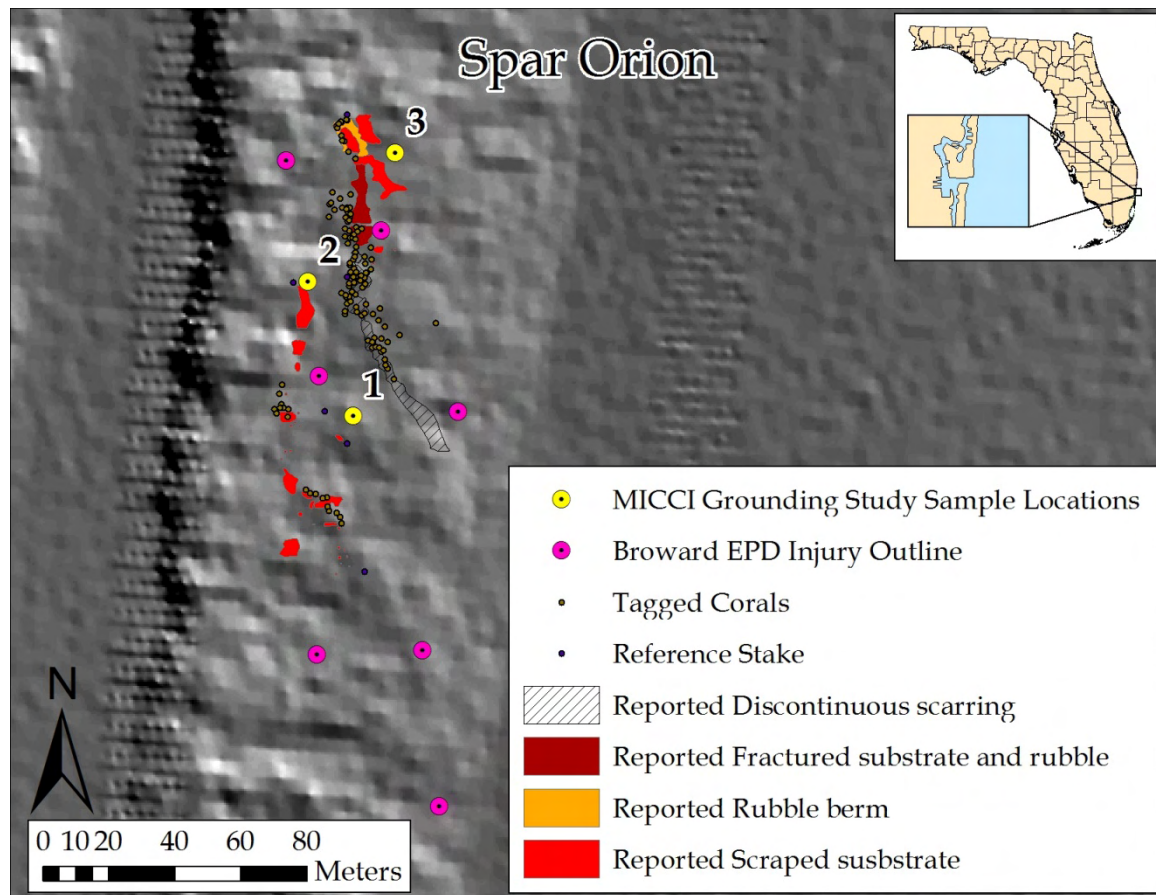 Spar Orion
3
2
1
MICCI Grounding Study Sample Locations
Broward EPD Injury Outline
Tagged Corals
Reference Stake
Reported Discontinuous scarring
Reported Fractured substrate and rubble
Reported Rubble berm
Reported Scraped susbstrate
N
0 10 20 40 60 80
Meters